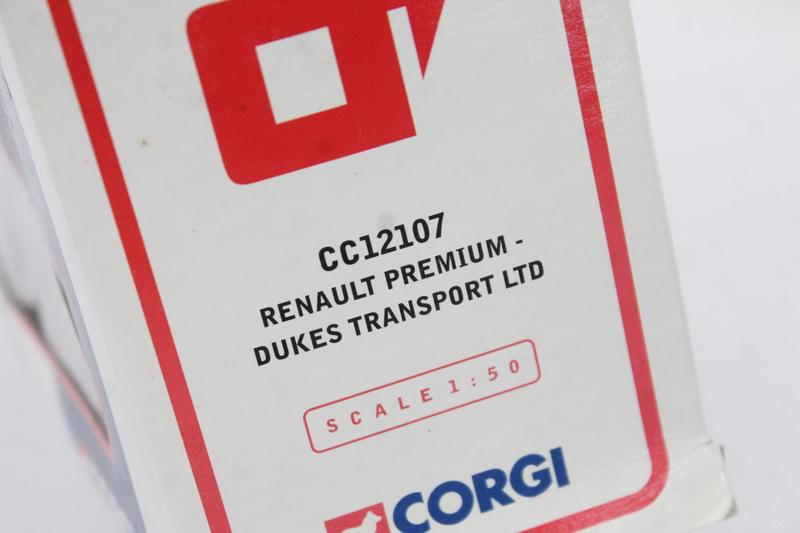 CC12107
RENAULT PREMIUM -
DUKES TRANSPORT LTD
SCALE 1:50
CORGI